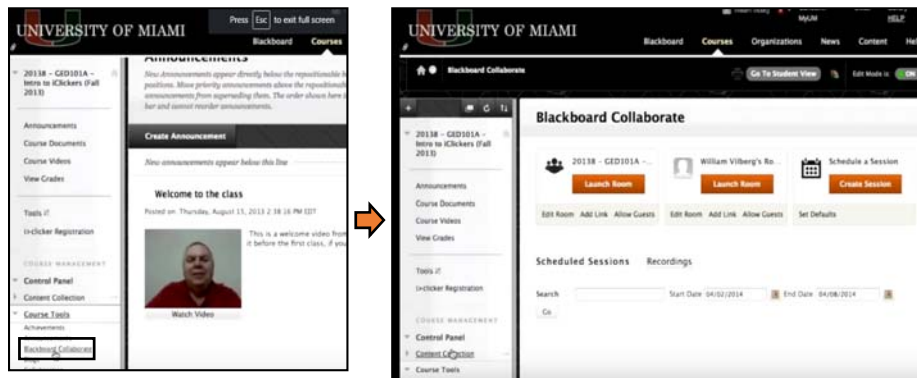 UNIVERSITY OF MIAMI
Press Esc to exit full screen
Blackboard Courses
20138 - GED101A -
Intro to iClickers (Fall
2013)
Announcements
Course Documents
Course Videos
View Grades
Tools
i>clicker Registration
COURSE MANAGEMENT
Control Panel
Content Collection
Course Tools
Achievements
Blackboard Collaborate
Announcements
New Announcements appear directly below the repositionable
positions. Move priority announcements above the repositionable
announcements from superseding them. The order shown here
bar and cannot reorder announcements.
Create Announcement
New announcements appear below this line
Welcome to the class
Posted on: Thursday, August 15, 2013 2:38:16 PM EDT
This is a welcome video from
it before the first class, if you
Watch Video
UNIVERSITY OF MIAMI
MyUM HELP
Blackboard Courses Organizations News Content Hel
Blackboard Collaborate
Go To Student View Edit Mode is: ON
20138 - GED101A -
Intro to iClickers (Fall
2013)
Announcements
Course Documents
Course Videos
View Grades
Tools
i>clicker Registration
COURSE MANAGEMENT
Control Panel
Content Collection
Course Tools
Blackboard Collaborate
20138 - GED101A -...
Launch Room
Edit Room Add Link Allow Guests
William Vilberg's Ro...
Launch Room
Edit Room Add Link Allow Guests
Schedule a Session
Create Session
Set Defaults
Scheduled Sessions Recordings
Search Start Date 04/02/2014 End Date 04/08/2014
Go